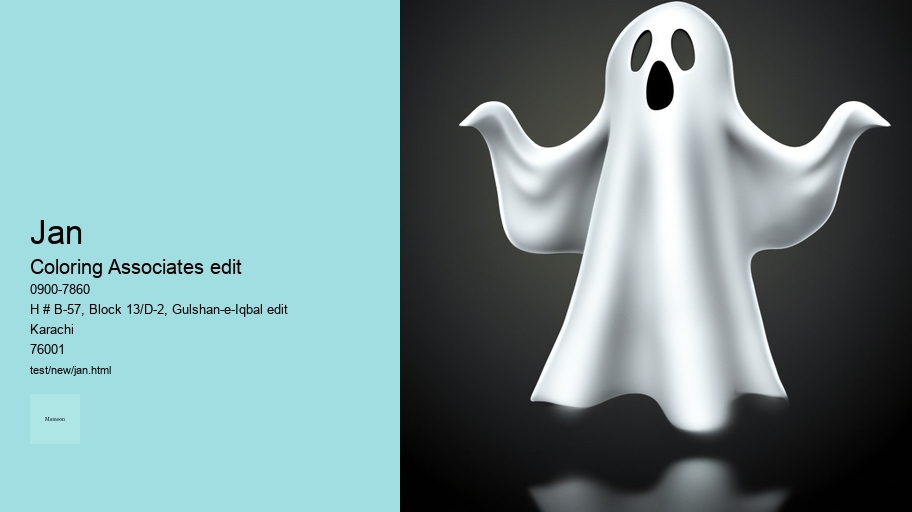 Jan
Coloring Associates edit
0900-7860
H # B-57, Block 13/D-2, Gulshan-e-Iqbal edit
Karachi
76001
test/new/jan.html